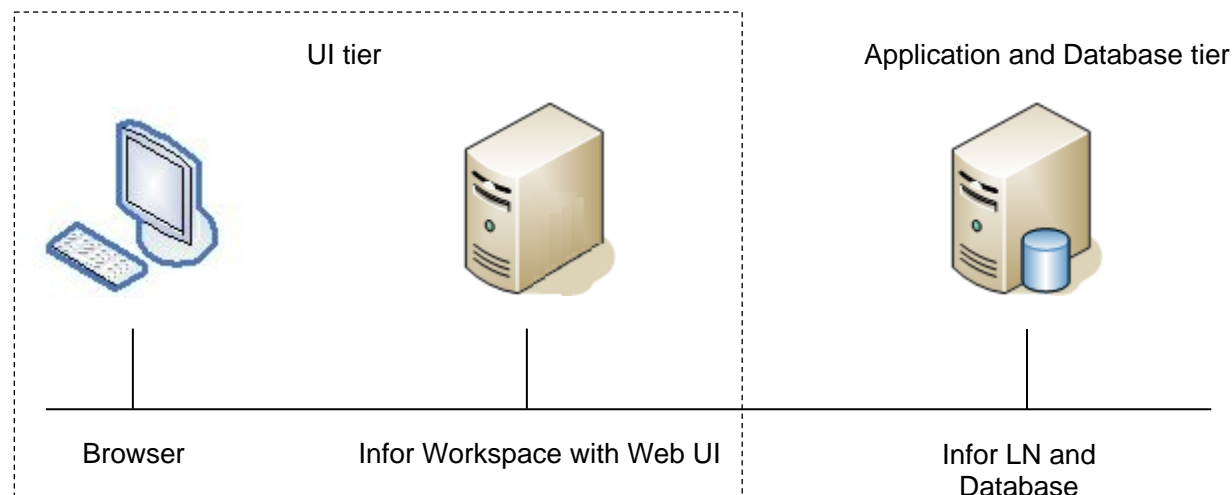 UI tier
Application and Database tier
Browser
Infor Workspace with Web UI
Infor LN and
Database